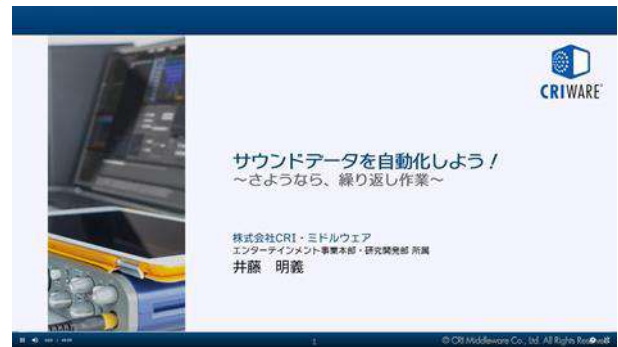 CRIWARE
サウンドデータを自動化しよう！
～さようなら、繰り返し作業～
株式会社CRI・ミドルウェア
エンターテインメント事業本部・研究開発部 所属
井藤　明義
1
© CRI Middleware Co., Ltd. All Rights Reserved